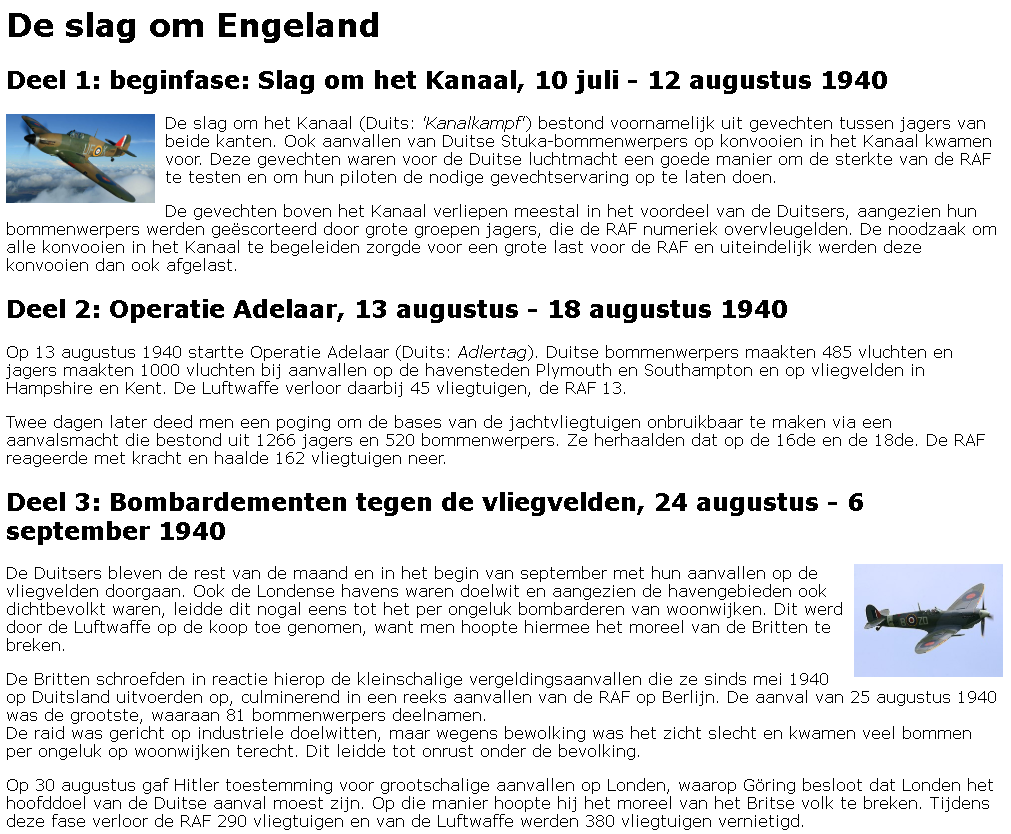 De slag om Engeland
Deel 1: beginfase: Slag om het Kanaal, 10 juli - 12 augustus 1940
De slag om het Kanaal (Duits: 'Kanalkampf') bestond voornamelijk uit gevechten tussen jagers van
beide kanten. Ook aanvallen van Duitse Stuka-bommenwerpers op konvooien in het Kanaal kwamen
voor. Deze gevechten waren voor de Duitse luchtmacht een goede manier om de sterkte van de RAF
te testen en om hun piloten de nodige gevechtservaring op te laten doen.
De gevechten boven het Kanaal verliepen meestal in het voordeel van de Duitsers, aangezien hun
bommenwerpers werden geëscorteerd door grote groepen jagers, die de RAF numeriek overvleugelden. De noodzaak om
alle konvooien in het Kanaal te begeleiden zorgde voor een grote last voor de RAF en uiteindelijk werden deze
konvooien dan ook afgelast.
Deel 2: Operatie Adelaar, 13 augustus - 18 augustus 1940
Op 13 augustus 1940 startte Operatie Adelaar (Duits: Adlertag). Duitse bommenwerpers maakten 485 vluchten en
jagers maakten 1000 vluchten bij aanvallen op de havensteden Plymouth en Southampton en op vliegvelden in
Hampshire en Kent. De Luftwaffe verloor daarbij 45 vliegtuigen, de RAF 13.
Twee dagen later deed men een poging om de bases van de jachtvliegtuigen onbruikbaar te maken via een
aanvalsmacht die bestond uit 1266 jagers en 520 bommenwerpers. Ze herhaalden dat op de 16de en de 18de. De RAF
reageerde met kracht en haalde 162 vliegtuigen neer.
Deel 3: Bombardementen tegen de vliegvelden, 24 augustus - 6
september 1940
De Duitsers bleven de rest van de maand en in het begin van september met hun aanvallen op de
vliegvelden doorgaan. Ook de Londense havens waren doelwit en aangezien de havengebieden ook
dichtbevolkt waren, leidde dit nogal eens tot het per ongeluk bombarderen van woonwijken. Dit werd
door de Luftwaffe op de koop toe genomen, want men hoopte hiermee het moreel van de Britten te
breken.
De Britten schroefden in reactie hierop de kleinschalige vergeldingsaanvallen die ze sinds mei 1940
op Duitsland uitvoerden op, culminerend in een reeks aanvallen van de RAF op Berlijn. De aanval van 25 augustus 1940
was de grootste, waaraan 81 bommenwerpers deelnamen.
De raid was gericht op industriele doelwitten, maar wegens bewolking was het zicht slecht en kwamen veel bommen
per ongeluk op woonwijken terecht. Dit leidde tot onrust onder de bevolking.
Op 30 augustus gaf Hitler toestemming voor grootschalige aanvallen op Londen, waarop Göring besloot dat Londen het
hoofddoel van de Duitse aanval moest zijn. Op die manier hoopte hij het moreel van het Britse volk te breken. Tijdens
deze fase verloor de RAF 290 vliegtuigen en van de Luftwaffe werden 380 vliegtuigen vernietigd.